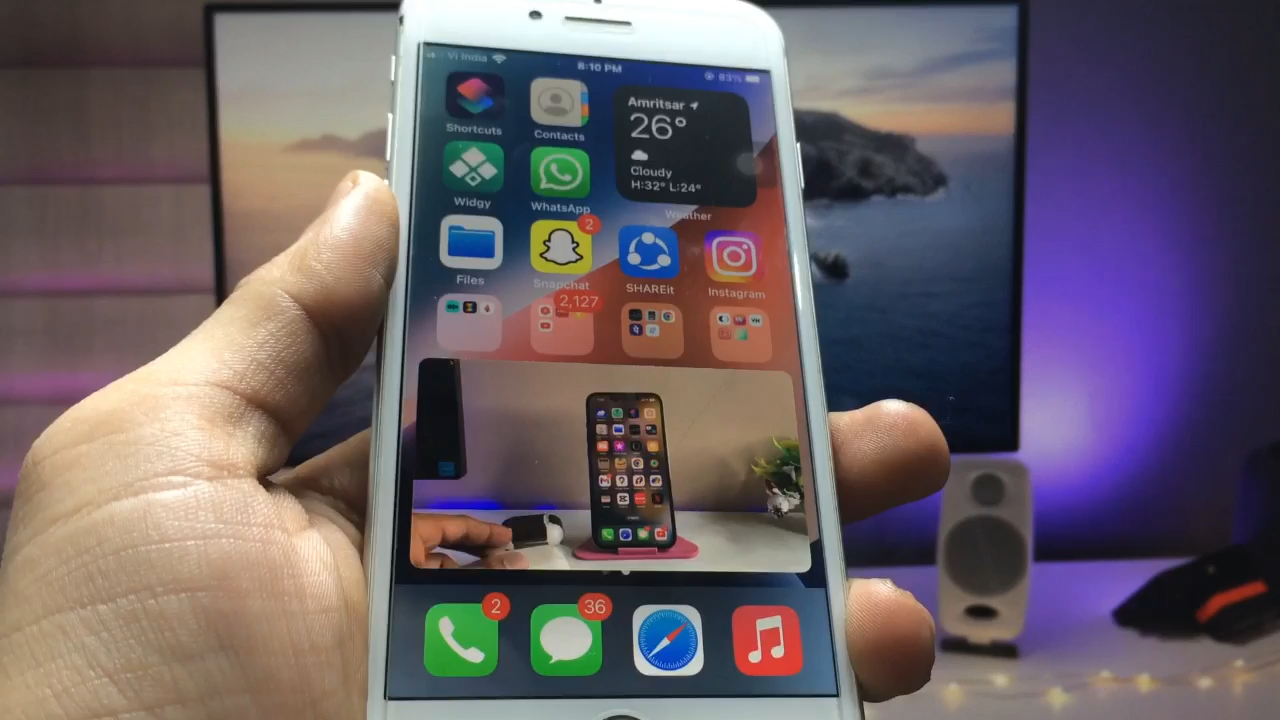 Vi India
8:10 PM
83%
Shortcuts
Contacts
Amritsar
26°
Cloudy
H:32° L:24°
Weather
Widgy
WhatsApp
2
Files
Snapchat
SHAREit
Instagram
2,127
2
36